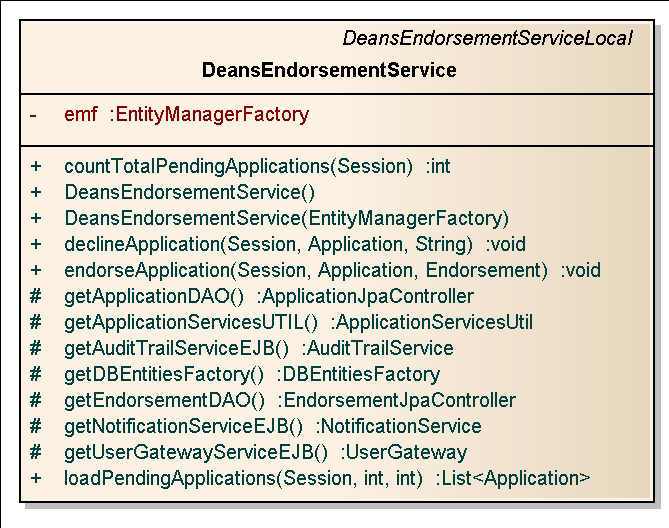 DeansEndorsementServiceLocal
DeansEndorsementService
- emf :EntityManagerFactory
+ countTotalPendingApplications(Session) :int
+ DeansEndorsementService()
+ DeansEndorsementService(EntityManagerFactory)
+ declineApplication(Session, Application, String) :void
+ endorseApplication(Session, Application, Endorsement) :void
# getApplicationDAO() :ApplicationJpaController
# getApplicationServicesUTIL() :ApplicationServicesUtil
# getAuditTrailServiceEJB() :AuditTrailService
# getDBEntitiesFactory() :DBEntitiesFactory
# getEndorsementDAO() :EndorsementJpaController
# getNotificationServiceEJB() :NotificationService
# getUserGatewayServiceEJB() :UserGateway
+ loadPendingApplications(Session, int, int) :List<Application>